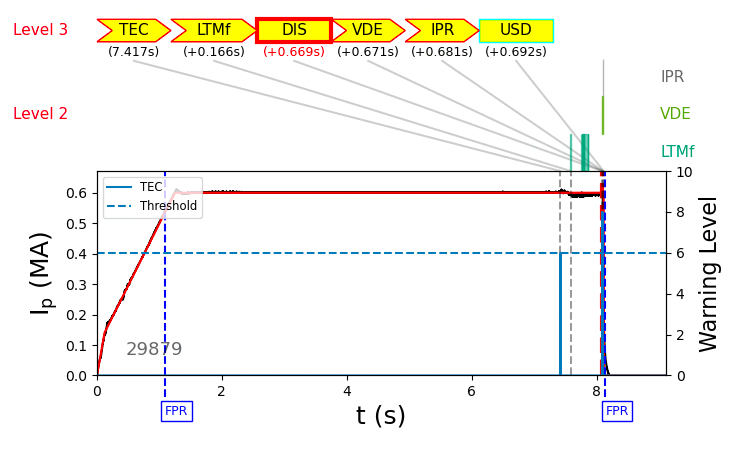 Level 3
TEC LTMf DIS VDE IPR USD
(7.417s) (+0.166s) (+0.669s) (+0.671s) (+0.681s) (+0.692s)
IPR
Level 2
VDE
LTMf
TEC
Threshold
0.6
0.5
0.4
0.3
0.2
0.1
0.0
Ip (MA)
10
8
6
4
2
0
Warning Level
29879
0 2 4 6 8
FPR FPR
t (s)